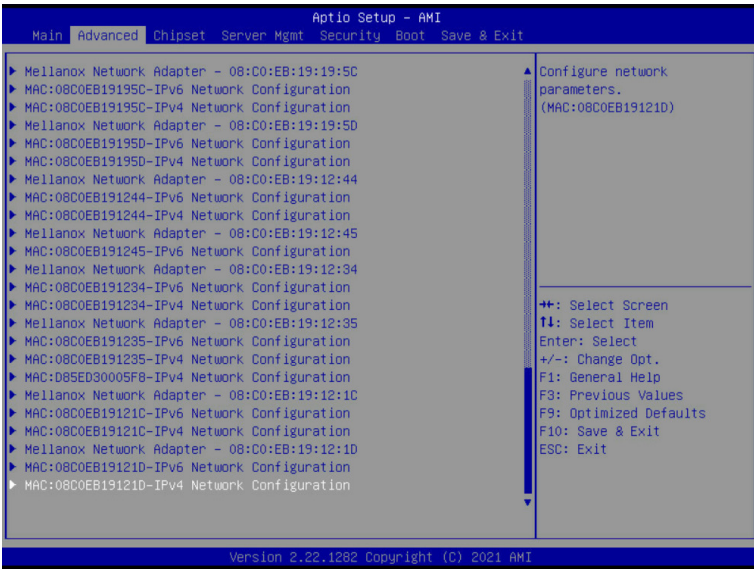 Aptio Setup – AMI
Main Advanced Chipset Server Mgmt Security Boot Save & Exit
Mellanox Network Adapter – 08:C0:EB:19:19:5C
MAC:08C0EB19195C-IPv6 Network Configuration
MAC:08C0EB19195C-IPv4 Network Configuration
Mellanox Network Adapter – 08:C0:EB:19:19:5D
MAC:08C0EB19195D-IPv6 Network Configuration
MAC:08C0EB19195D-IPv4 Network Configuration
Mellanox Network Adapter – 08:C0:EB:19:12:44
MAC:08C0EB191244-IPv6 Network Configuration
MAC:08C0EB191244-IPv4 Network Configuration
Mellanox Network Adapter – 08:C0:EB:19:12:45
MAC:08C0EB191245-IPv6 Network Configuration
Mellanox Network Adapter – 08:C0:EB:19:12:34
MAC:08C0EB191234-IPv6 Network Configuration
MAC:08C0EB191234-IPv4 Network Configuration
Mellanox Network Adapter – 08:C0:EB:19:12:35
MAC:08C0EB191235-IPv6 Network Configuration
MAC:08C0EB191235-IPv4 Network Configuration
MAC:D85ED30005F8-IPv4 Network Configuration
Mellanox Network Adapter – 08:C0:EB:19:12:1C
MAC:08C0EB19121C-IPv6 Network Configuration
MAC:08C0EB19121C-IPv4 Network Configuration
Mellanox Network Adapter – 08:C0:EB:19:12:1D
MAC:08C0EB19121D-IPv6 Network Configuration
MAC:08C0EB19121D-IPv4 Network Configuration
Configure network
parameters.
(MAC:08C0EB19121D)
→←: Select Screen
↑↓: Select Item
Enter: Select
+/-: Change Opt.
F1: General Help
F3: Previous Values
F9: Optimized Defaults
F10: Save & Exit
ESC: Exit
Version 2.22.1282 Copyright (C) 2021 AMI